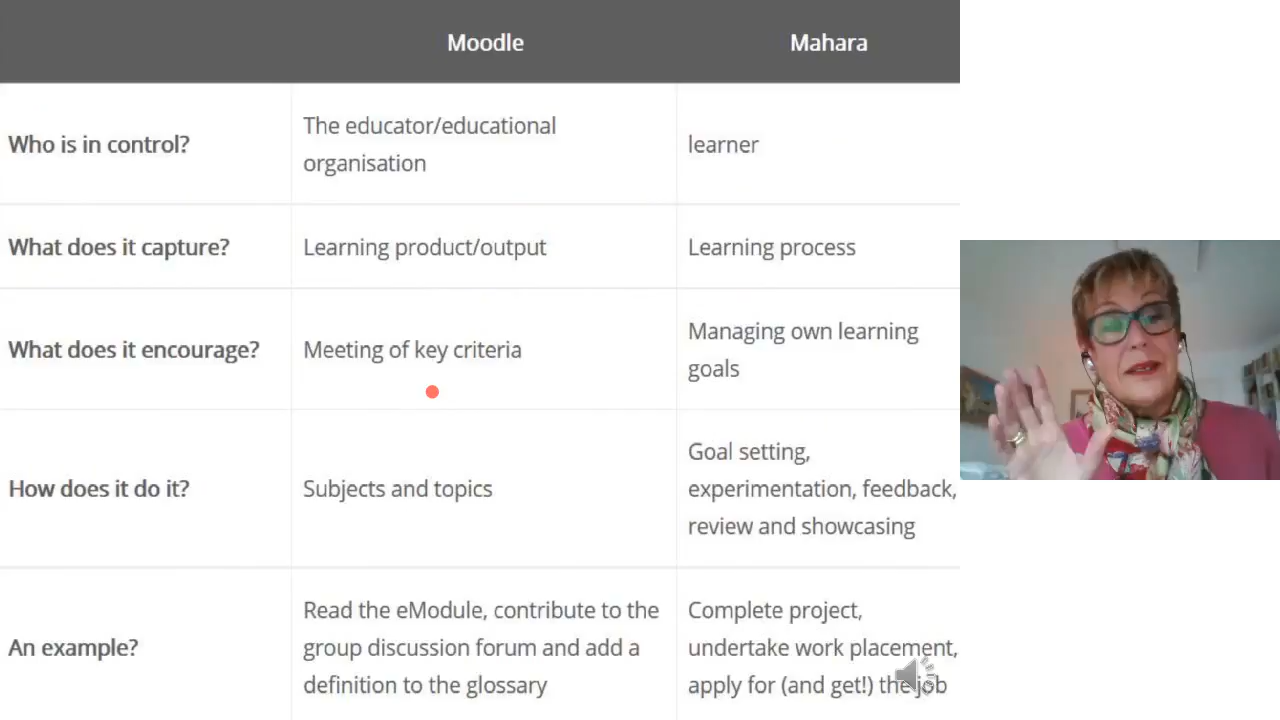 Moodle
Mahara
Who is in control?
The educator/educational
organisation
learner
What does it capture?
Learning product/output
Learning process
What does it encourage?
Meeting of key criteria
Managing own learning
goals
How does it do it?
Subjects and topics
Goal setting,
experimentation, feedback,
review and showcasing
An example?
Read the eModule, contribute to the
group discussion forum and add a
definition to the glossary
Complete project,
undertake work placement,
apply for (and get!) the job